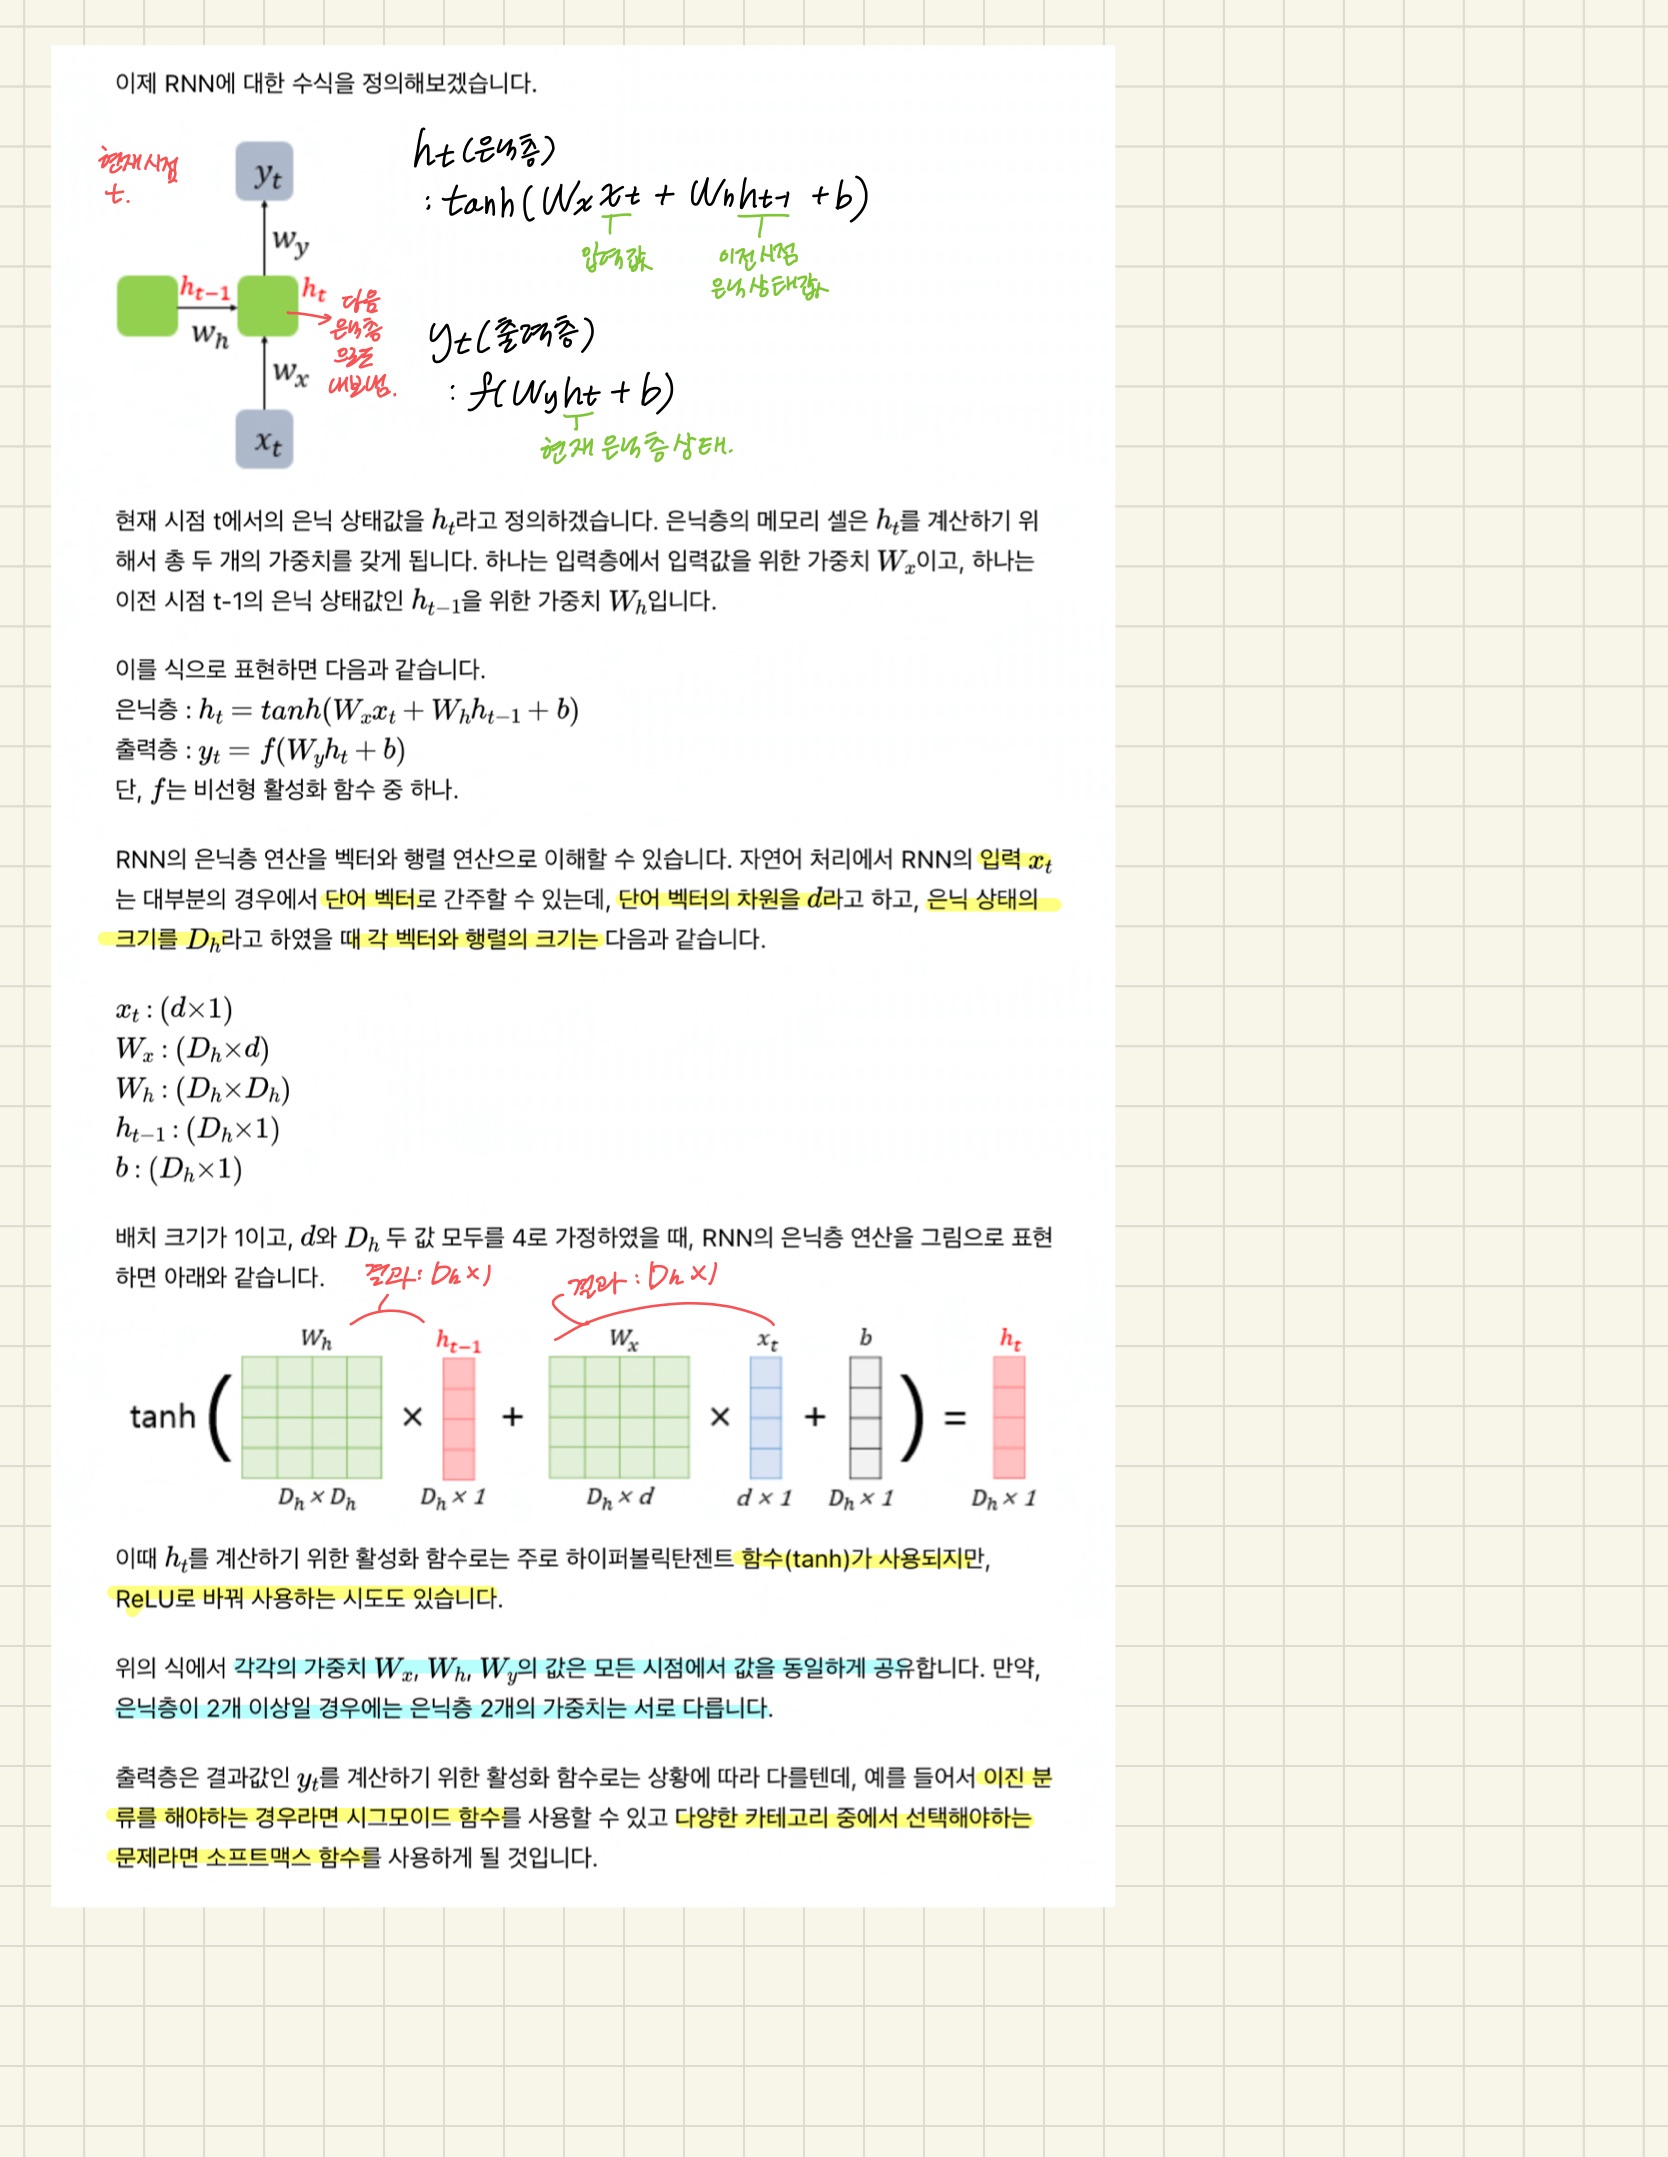 이제 RNN에 대한 수식을 정의해보겠습니다.
현재시점
t.
y_t
w_y
h_{t-1}
h_t
w_h
w_x
x_t
다음
은닉층
으로도
내보냄.
h_t (은닉층)
: tanh(W_x x_t + W_h h_{t-1} + b)
입력값
이전시점
은닉상태값
y_t (출력층)
: f(W_y h_t + b)
현재 은닉층 상태.
현재 시점 t에서의 은닉 상태값을 h_t라고 정의하겠습니다. 은닉층의 메모리 셀은 h_t를 계산하기 위
해서 총 두 개의 가중치를 갖게 됩니다. 하나는 입력층에서 입력값을 위한 가중치 W_x이고, 하나는
이전 시점 t-1의 은닉 상태값인 h_{t-1}을 위한 가중치 W_h입니다.
이를 식으로 표현하면 다음과 같습니다.
은닉층 : h_t = tanh(W_x x_t + W_h h_{t-1} + b)
출력층 : y_t = f(W_y h_t + b)
단, f는 비선형 활성화 함수 중 하나.
RNN의 은닉층 연산을 벡터와 행렬 연산으로 이해할 수 있습니다. 자연어 처리에서 RNN의 입력 x_t
는 대부분의 경우에서 단어 벡터로 간주할 수 있는데, 단어 벡터의 차원을 d라고 하고, 은닉 상태의
크기를 D_h라고 하였을 때 각 벡터와 행렬의 크기는 다음과 같습니다.
x_t : (d×1)
W_x : (D_h×d)
W_h : (D_h×D_h)
h_{t-1} : (D_h×1)
b : (D_h×1)
배치 크기가 1이고, d와 D_h 두 값 모두를 4로 가정하였을 때, RNN의 은닉층 연산을 그림으로 표현
하면 아래와 같습니다.
결과: D_h×1
결과 : D_h×1
W_h h_{t-1} W_x x_t b h_t
tanh ( × + × + ) =
D_h × D_h D_h × 1 D_h × d d × 1 D_h × 1 D_h × 1
이때 h_t를 계산하기 위한 활성화 함수로는 주로 하이퍼볼릭탄젠트 함수(tanh)가 사용되지만,
ReLU로 바꿔 사용하는 시도도 있습니다.
위의 식에서 각각의 가중치 W_x, W_h, W_y의 값은 모든 시점에서 값을 동일하게 공유합니다. 만약,
은닉층이 2개 이상일 경우에는 은닉층 2개의 가중치는 서로 다릅니다.
출력층은 결과값인 y_t를 계산하기 위한 활성화 함수로는 상황에 따라 다를텐데, 예를 들어서 이진 분
류를 해야하는 경우라면 시그모이드 함수를 사용할 수 있고 다양한 카테고리 중에서 선택해야하는
문제라면 소프트맥스 함수를 사용하게 될 것입니다.